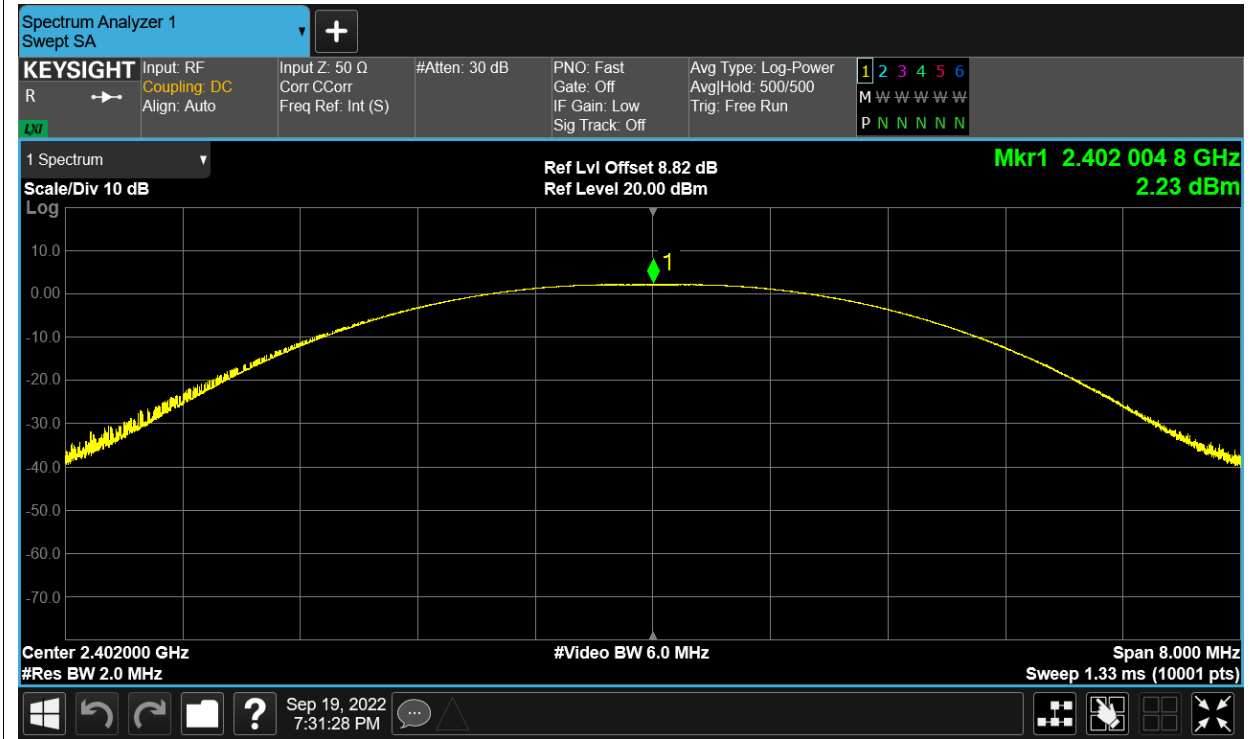 Spectrum Analyzer 1
Swept SA
+
KEYSIGHT
R
LXI
Input: RF
Coupling: DC
Align: Auto
Input Z: 50 Ω
Corr CCorr
Freq Ref: Int (S)
#Atten: 30 dB
PNO: Fast
Gate: Off
IF Gain: Low
Sig Track: Off
Avg Type: Log-Power
Avg|Hold: 500/500
Trig: Free Run
1 2 3 4 5 6
M W W W W W W
P N N N N N N
1 Spectrum
Scale/Div 10 dB
Log
Ref Lvl Offset 8.82 dB
Ref Level 20.00 dBm
Mkr1 2.402 004 8 GHz
2.23 dBm
1
10.0
0.00
-10.0
-20.0
-30.0
-40.0
-50.0
-60.0
-70.0
Center 2.402000 GHz
#Res BW 2.0 MHz
#Video BW 6.0 MHz
Span 8.000 MHz
Sweep 1.33 ms (10001 pts)
?
Sep 19, 2022
7:31:28 PM